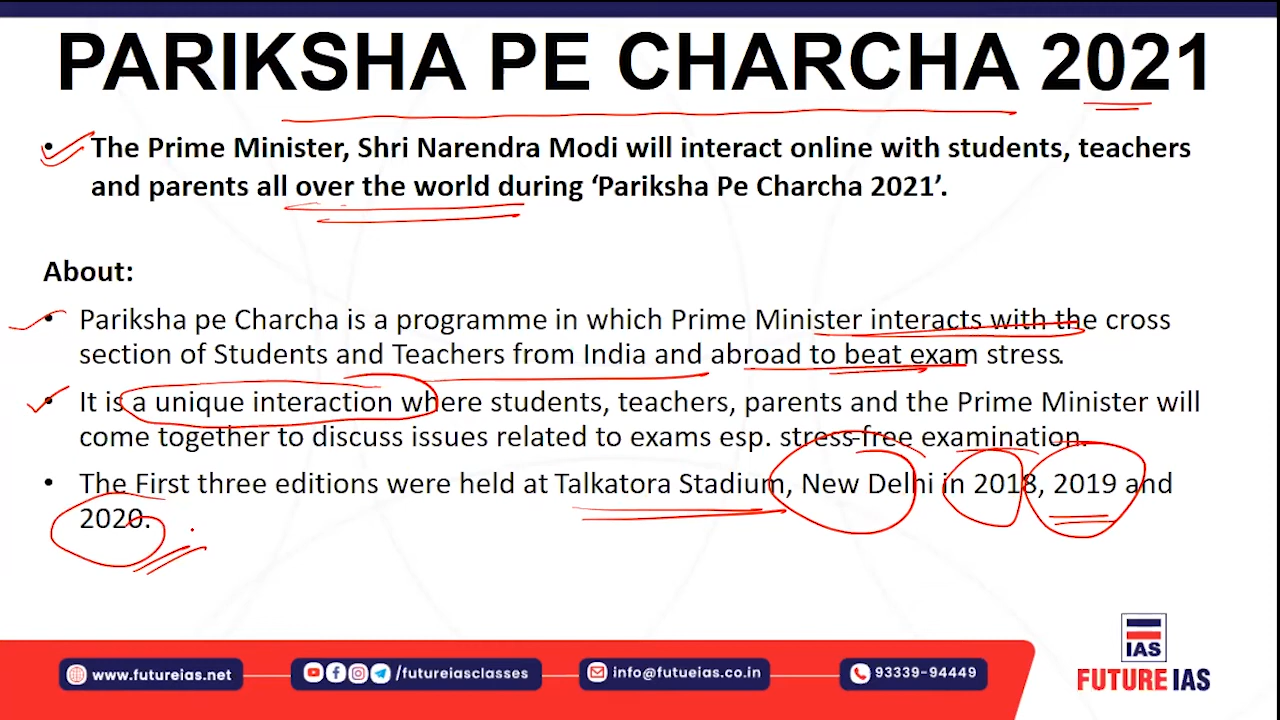 PARIKSHA PE CHARCHA 2021
• The Prime Minister, Shri Narendra Modi will interact online with students, teachers
and parents all over the world during ‘Pariksha Pe Charcha 2021’.
About:
• Pariksha pe Charcha is a programme in which Prime Minister interacts with the cross
section of Students and Teachers from India and abroad to beat exam stress.
• It is a unique interaction where students, teachers, parents and the Prime Minister will
come together to discuss issues related to exams esp. stress-free examination.
• The First three editions were held at Talkatora Stadium, New Delhi in 2018, 2019 and
2020.
www.futureias.net
/futureiasclasses
info@futueias.co.in
93339-94449
IAS
FUTURE IAS